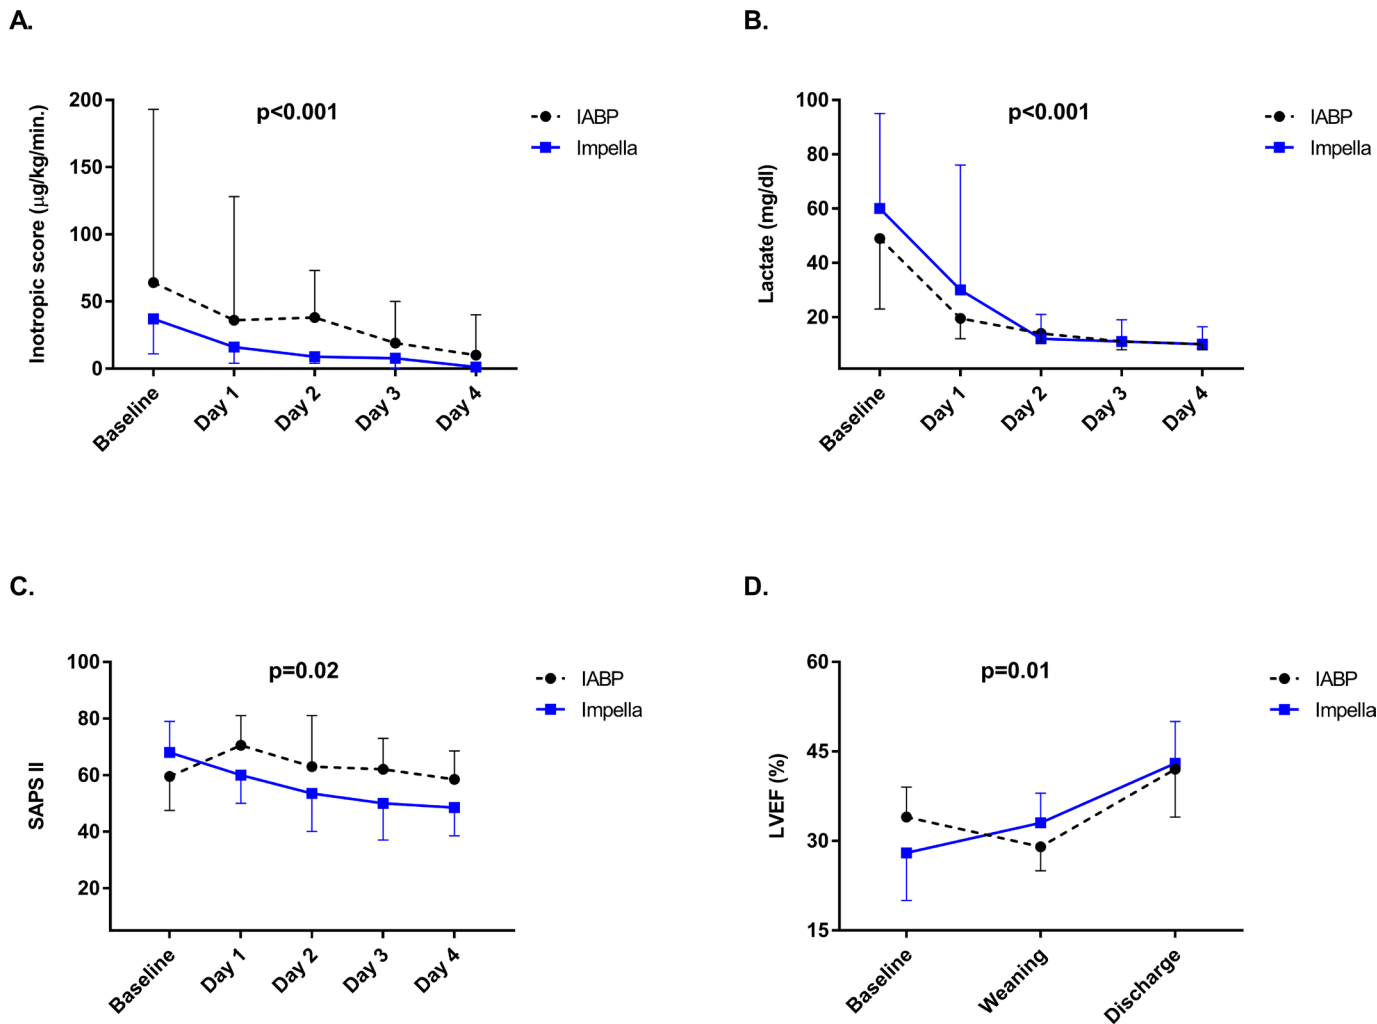 A.
Inotropic score (µg/kg/min.)
200
150
100
50
0
p<0.001
IABP
Impella
Baseline
Day 1
Day 2
Day 3
Day 4
B.
Lactate (mg/dl)
100
80
60
40
20
p<0.001
IABP
Impella
Baseline
Day 1
Day 2
Day 3
Day 4
C.
SAPS II
100
80
60
40
20
p=0.02
IABP
Impella
Baseline
Day 1
Day 2
Day 3
Day 4
D.
LVEF (%)
60
45
30
15
p=0.01
IABP
Impella
Baseline
Weaning
Discharge